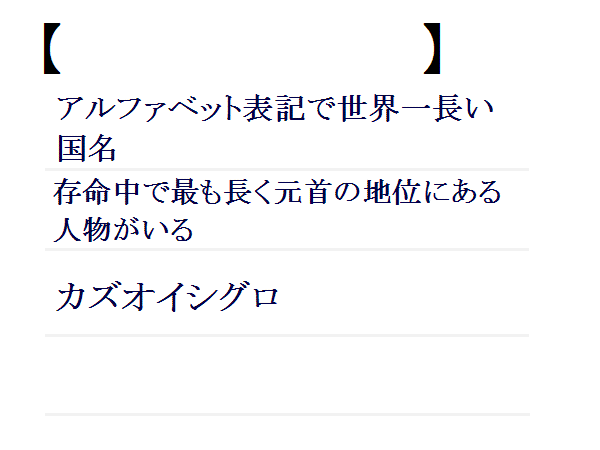 【 】
アルファベット表記で世界一長い
国名
存命中で最も長く元首の地位にある
人物がいる
カズオイシグロ